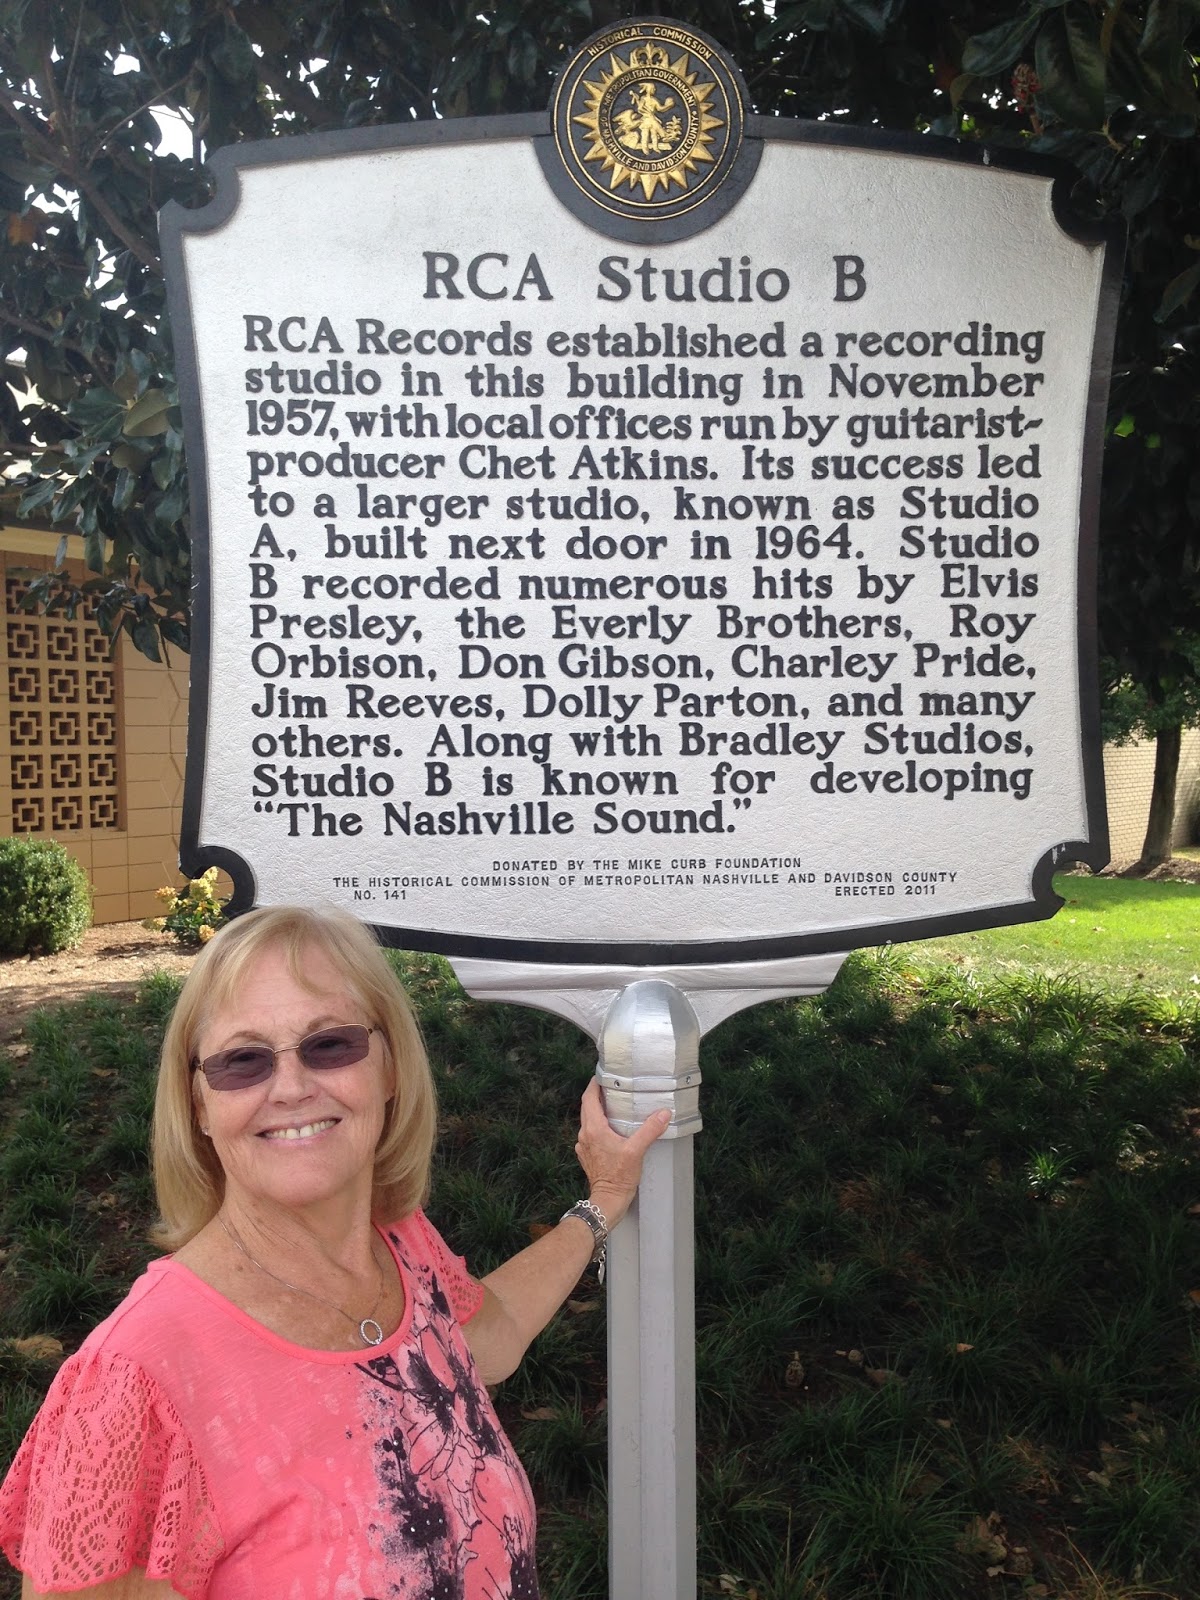 HISTORICAL COMMISSION
METROPOLITAN GOVERNMENT
NASHVILLE AND DAVIDSON COUNTY
RCA Studio B
RCA Records established a recording
studio in this building in November
1957, with local offices run by guitarist-
producer Chet Atkins. Its success led
to a larger studio, known as Studio
A, built next door in 1964. Studio
B recorded numerous hits by Elvis
Presley, the Everly Brothers, Roy
Orbison, Don Gibson, Charley Pride,
Jim Reeves, Dolly Parton, and many
others. Along with Bradley Studios,
Studio B is known for developing
“The Nashville Sound.”
DONATED BY THE MIKE CURB FOUNDATION
THE HISTORICAL COMMISSION OF METROPOLITAN NASHVILLE AND DAVIDSON COUNTY
NO. 141 ERECTED 2011